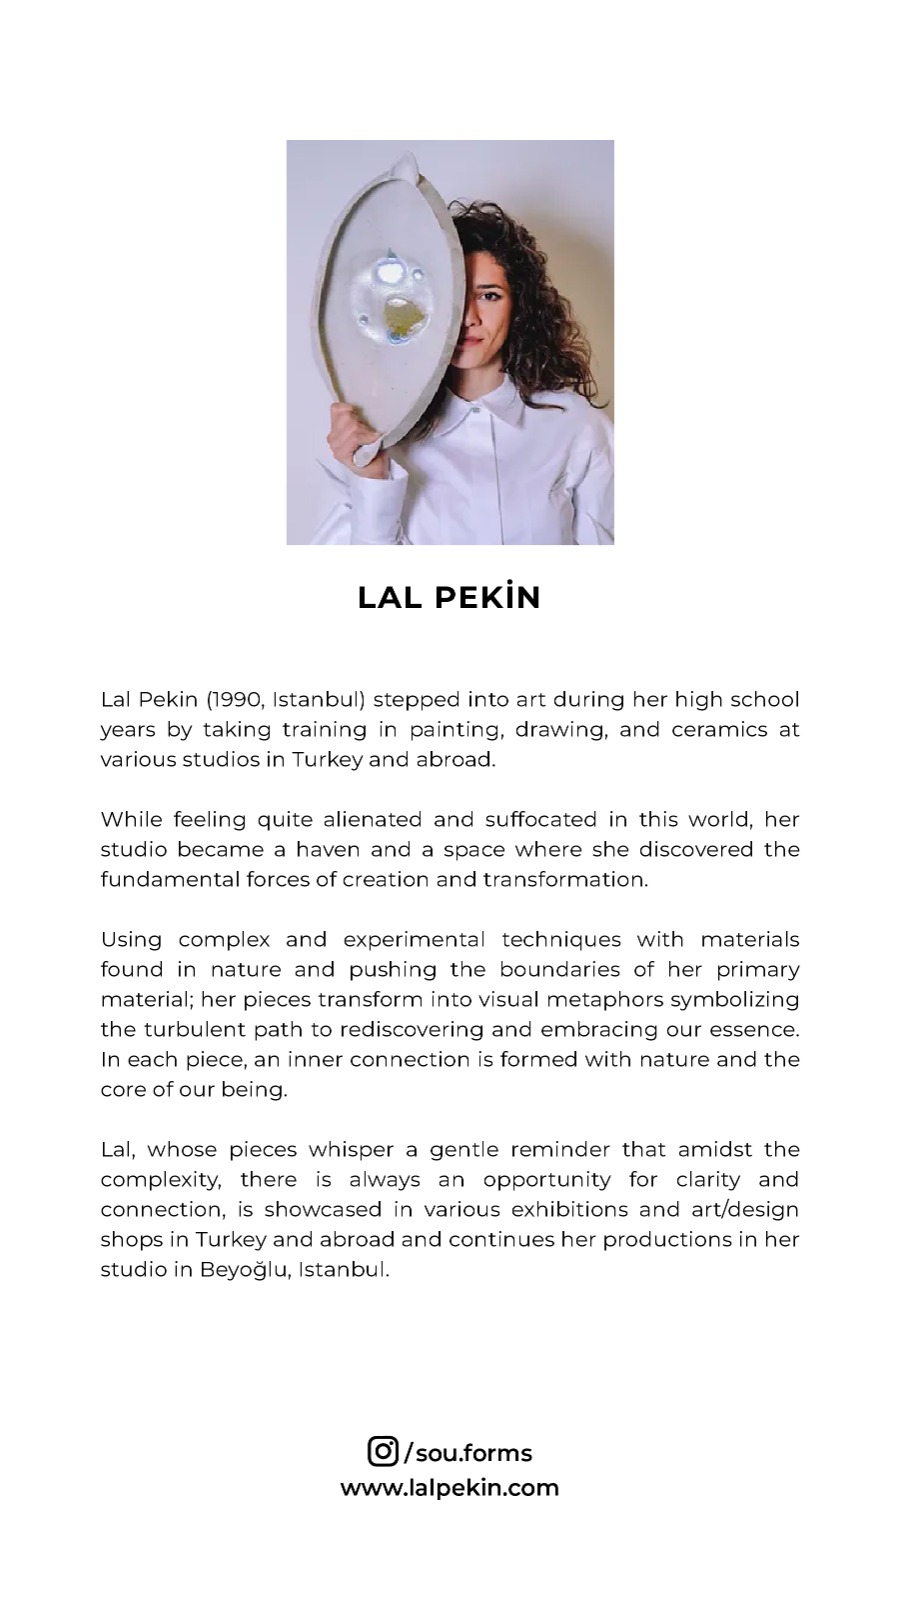 LAL PEKİN
Lal Pekin (1990, Istanbul) stepped into art during her high school
years by taking training in painting, drawing, and ceramics at
various studios in Turkey and abroad.
While feeling quite alienated and suffocated in this world, her
studio became a haven and a space where she discovered the
fundamental forces of creation and transformation.
Using complex and experimental techniques with materials
found in nature and pushing the boundaries of her primary
material; her pieces transform into visual metaphors symbolizing
the turbulent path to rediscovering and embracing our essence.
In each piece, an inner connection is formed with nature and the
core of our being.
Lal, whose pieces whisper a gentle reminder that amidst the
complexity, there is always an opportunity for clarity and
connection, is showcased in various exhibitions and art/design
shops in Turkey and abroad and continues her productions in her
studio in Beyoğlu, Istanbul.
/sou.forms
www.lalpekin.com